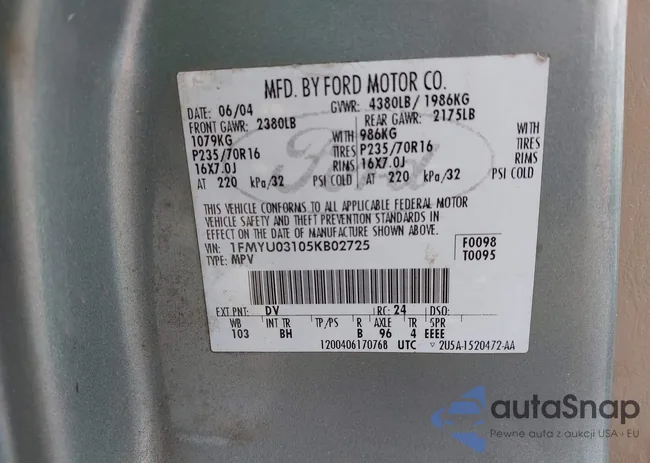 MFD. BY FORD MOTOR CO.
DATE: 06/04 GVWR: 4380LB/ 1986KG
FRONT GAWR: 2380LB REAR GAWR: 2175LB
1079KG WITH 986KG WITH
P235/70R16 TIRES P235/70R16 TIRES
16X7.0J RIMS 16X7.0J RIMS
AT 220 kPa/32 PSI COLD AT 220 kPa/32 PSI COLD
Ford
THIS VEHICLE CONFORMS TO ALL APPLICABLE FEDERAL MOTOR
VEHICLE SAFETY AND THEFT PREVENTION STANDARDS IN
EFFECT ON THE DATE OF MANUFACTURE SHOWN ABOVE.
VIN: 1FMYU03105KB02725 F0098
TYPE: MPV T0095
EXT PNT: DV RC: 24 DSO:
WB INT TR TP/PS R AXLE TR SPR
103 BH B 96 4 EEEE
120040617076B UTC ▽ 2U5A-1520472-AA
autaSnap
Pewne auta z aukcji USA - EU